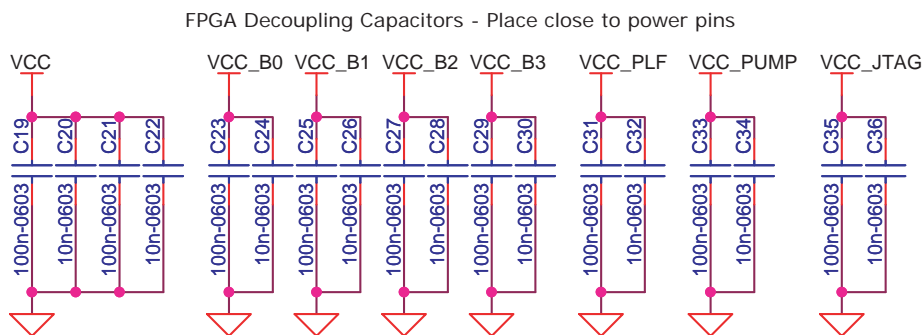 FPGA Decoupling Capacitors - Place close to power pins
VCC VCC_B0 VCC_B1 VCC_B2 VCC_B3 VCC_PLF VCC_PUMP VCC_JTAG
C19 C20 C21 C22 C23 C24 C25 C26 C27 C28 C29 C30 C31 C32 C33 C34 C35 C36
100n-0603 10n-0603 100n-0603 10n-0603 100n-0603 10n-0603 100n-0603 10n-0603 100n-0603 10n-0603 100n-0603 10n-0603 100n-0603 10n-0603 100n-0603 10n-0603 100n-0603 10n-0603